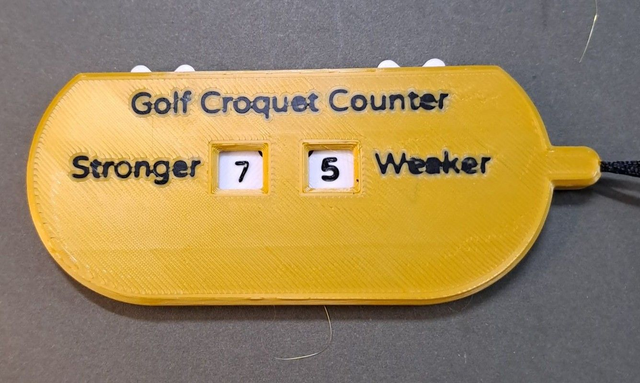 Golf Croquet Counter
Stronger 7 5 Weaker